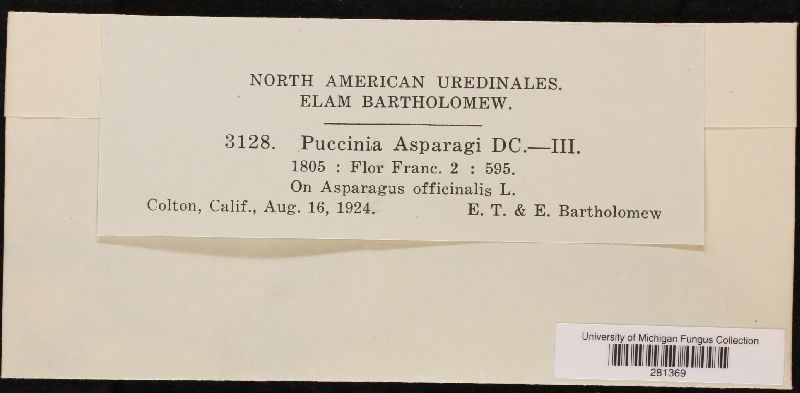 NORTH AMERICAN UREDINALES.
ELAM BARTHOLOMEW.
3128. Puccinia Asparagi DC.—III.
1805 : Flor Franc. 2 : 595.
On Asparagus officinalis L.
Colton, Calif., Aug. 16, 1924. E. T. & E. Bartholomew
University of Michigan Fungus Collection
281369